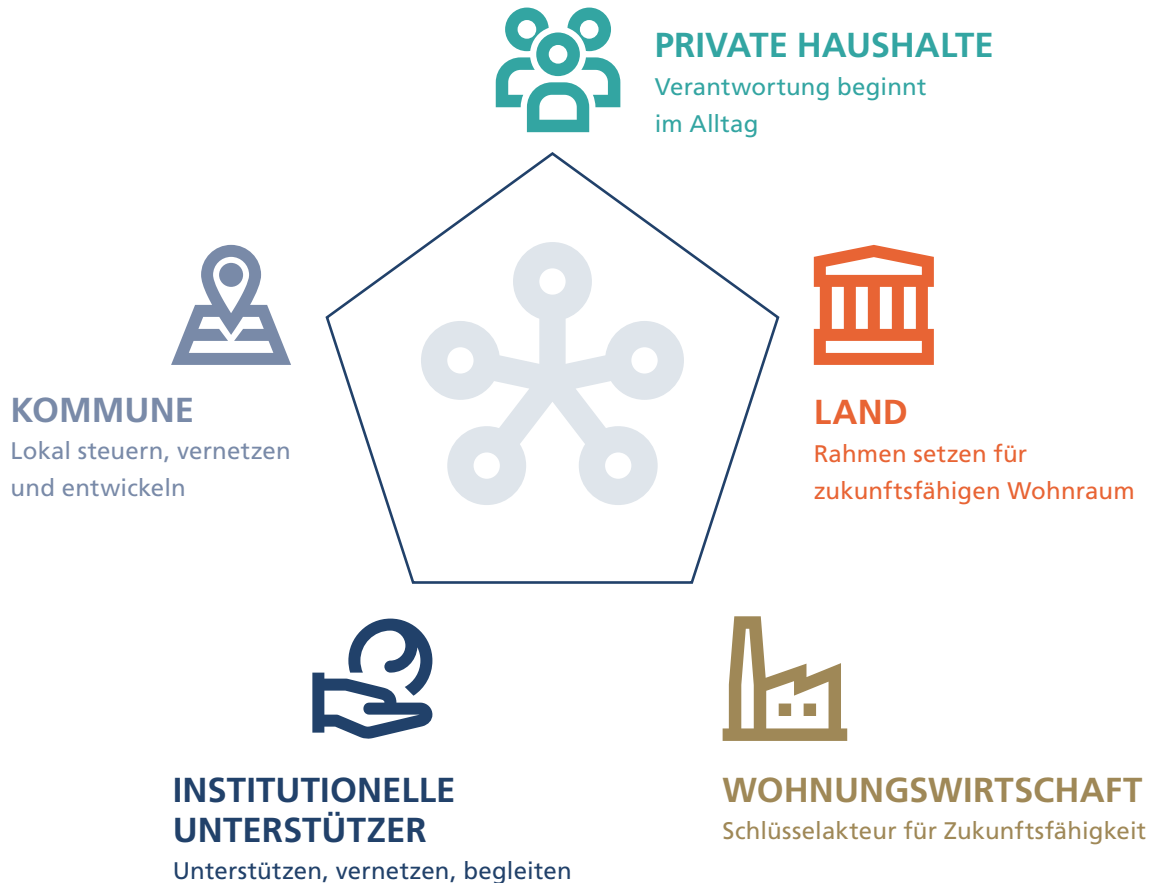 PRIVATE HAUSHALTE
Verantwortung beginnt
im Alltag
KOMMUNE
Lokal steuern, vernetzen
und entwickeln
LAND
Rahmen setzen für
zukunftsfähigen Wohnraum
INSTITUTIONELLE
UNTERSTÜTZER
Unterstützen, vernetzen, begleiten
WOHNUNGSWIRTSCHAFT
Schlüsselakteur für Zukunftsfähigkeit